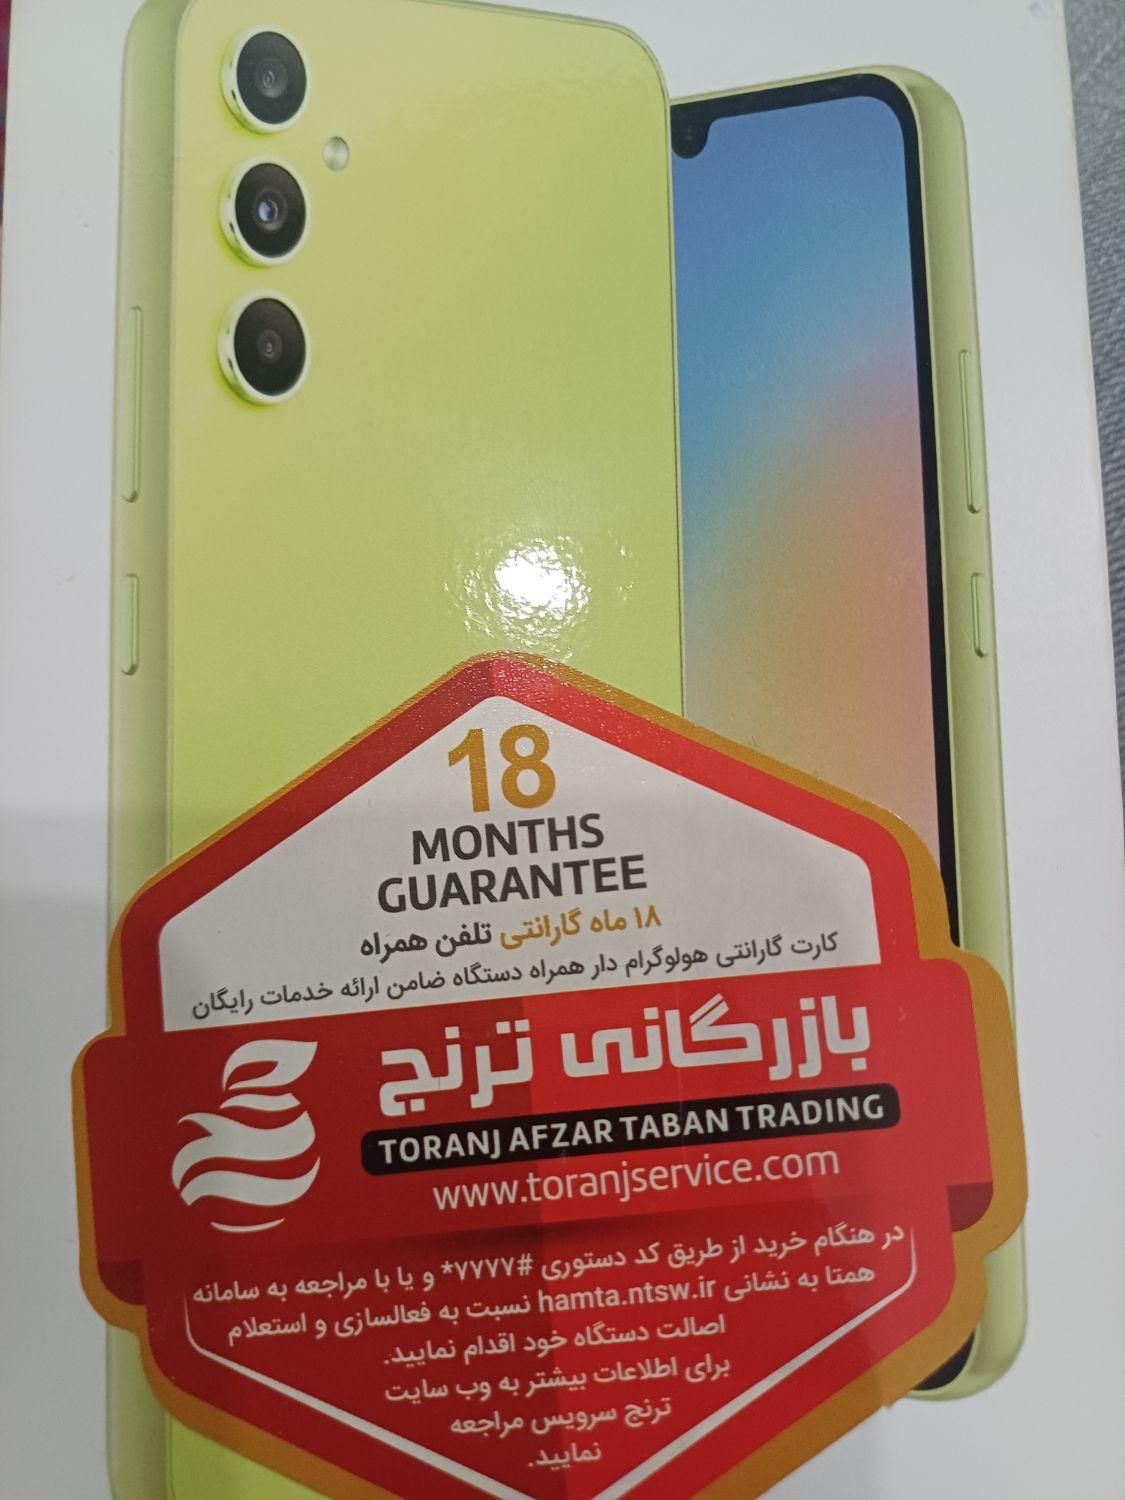 18
MONTHS
GUARANTEE
۱۸ ماه گارانتی تلفن همراه
کارت گارانتی هولوگرام دار همراه دستگاه ضامن ارائه خدمات رایگان
بازرگانی ترنج
TORANJ AFZAR TABAN TRADING
www.toranjservice.com
در هنگام خرید از طریق کد دستوری #۷۷۷۷* و یا با مراجعه به سامانه
همتا به نشانی hamta.ntsw.ir نسبت به فعالسازی و استعلام
اصالت دستگاه خود اقدام نمایید.
برای اطلاعات بیشتر به وب سایت
ترنج سرویس مراجعه
نمایید.